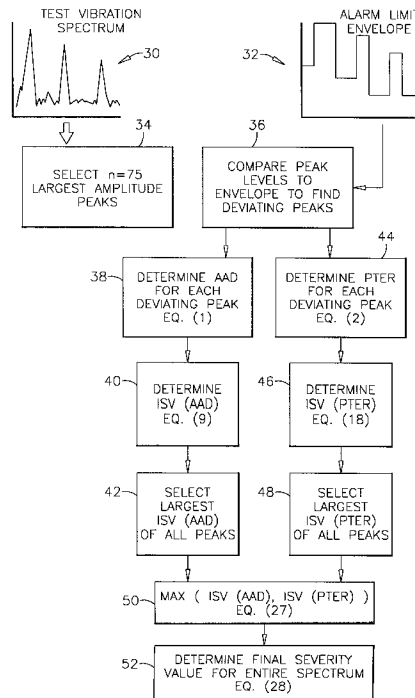 TEST VIBRATION
SPECTRUM
30
ALARM LIMIT
ENVELOPE
32
34
SELECT n=75
LARGEST AMPLITUDE
PEAKS
36
COMPARE PEAK
LEVELS TO
ENVELOPE TO FIND
DEVIATING PEAKS
38
DETERMINE AAD
FOR EACH
DEVIATING PEAK
EQ. (1)
44
DETERMINE PTER
FOR EACH
DEVIATING PEAK
EQ. (2)
40
DETERMINE
ISV (AAD)
EQ. (9)
46
DETERMINE
ISV (PTER)
EQ. (18)
42
SELECT
LARGEST
ISV (AAD)
OF ALL PEAKS
48
SELECT
LARGEST
ISV (PTER)
OF ALL PEAKS
50
MAX ( ISV (AAD), ISV (PTER) )
EQ. (27)
52
DETERMINE FINAL SEVERITY
VALUE FOR ENTIRE SPECTRUM
EQ. (28)